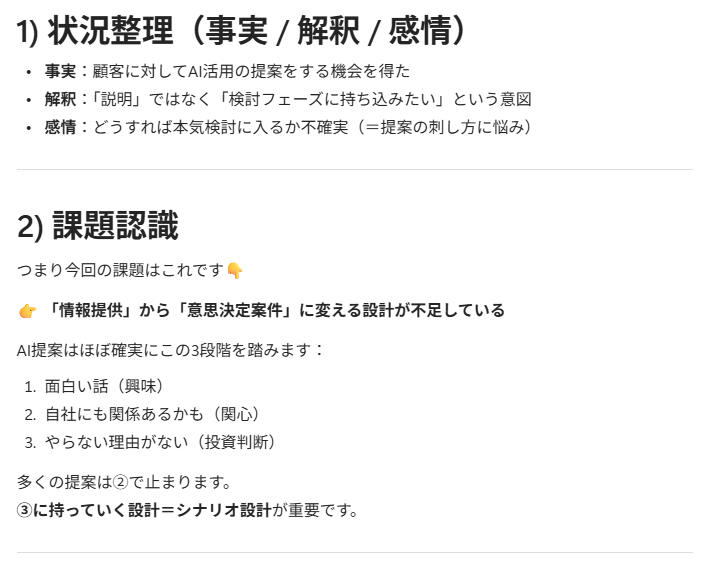 1) 状況整理（事実 / 解釈 / 感情）
• 事実：顧客に対してAI活用の提案をする機会を得た
• 解釈：「説明」ではなく「検討フェーズに持ち込みたい」という意図
• 感情：どうすれば本気検討に入るか不確実（＝提案の刺し方に悩み）
2) 課題認識
つまり今回の課題はこれです👇
👉 「情報提供」から「意思決定案件」に変える設計が不足している
AI提案はほぼ確実にこの3段階を踏みます：
1. 面白い話（興味）
2. 自社にも関係あるかも（関心）
3. やらない理由がない（投資判断）
多くの提案は②で止まります。
③に持っていく設計＝シナリオ設計が重要です。